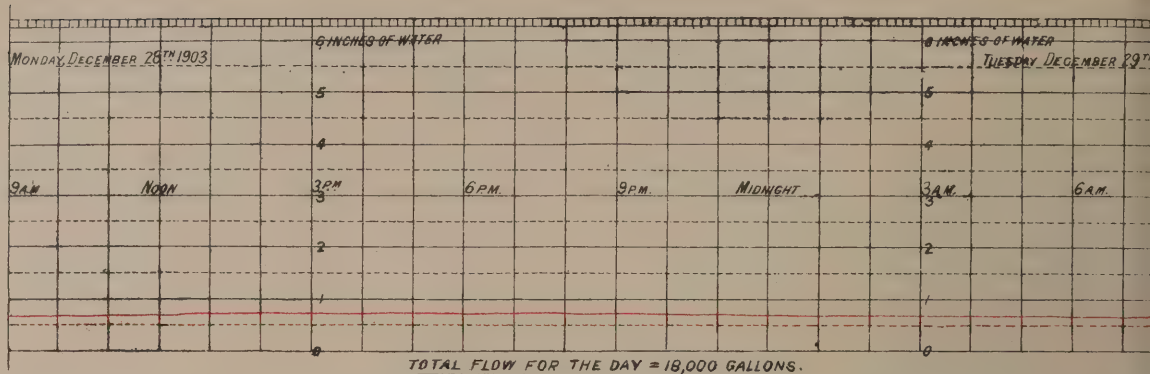 6 INCHES OF WATER 6 INCHES OF WATER
MONDAY, DECEMBER 28TH 1903 TUESDAY DECEMBER 29TH
5 5
4 4
9 A.M NOON 3 P.M 6 P.M. 9 P.M. MIDNIGHT 3 A.M. 6 A.M.
3 3
2 2
1 1
0 0
TOTAL FLOW FOR THE DAY = 18,000 GALLONS.